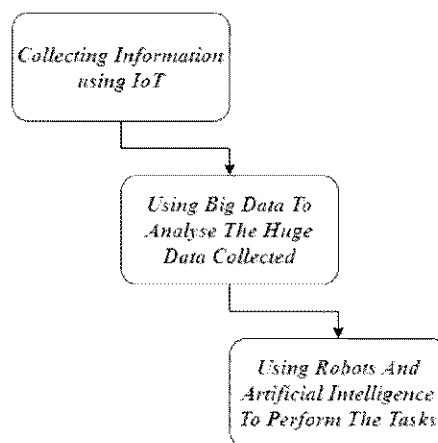 Collecting Information
using IoT
Using Big Data To
Analyse The Huge
Data Collected
Using Robots And
Artificial Intelligence
To Perform The Tasks